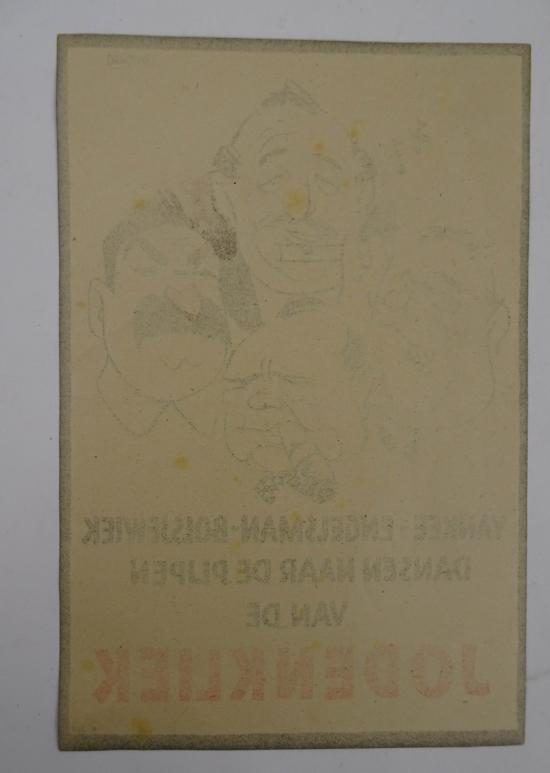 YANKEE-ENGELSMAN-BOLSJEWIEK
DANSEN NAAR DE PIJPEN
VAN DE
JODENKLIEK